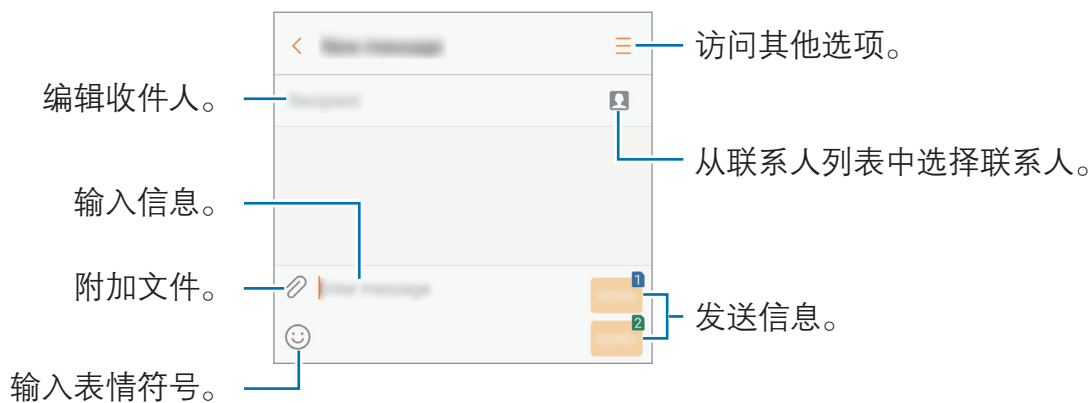 访问其他选项。
编辑收件人。
从联系人列表中选择联系人。
输入信息。
附加文件。
1
发送信息。
2
输入表情符号。